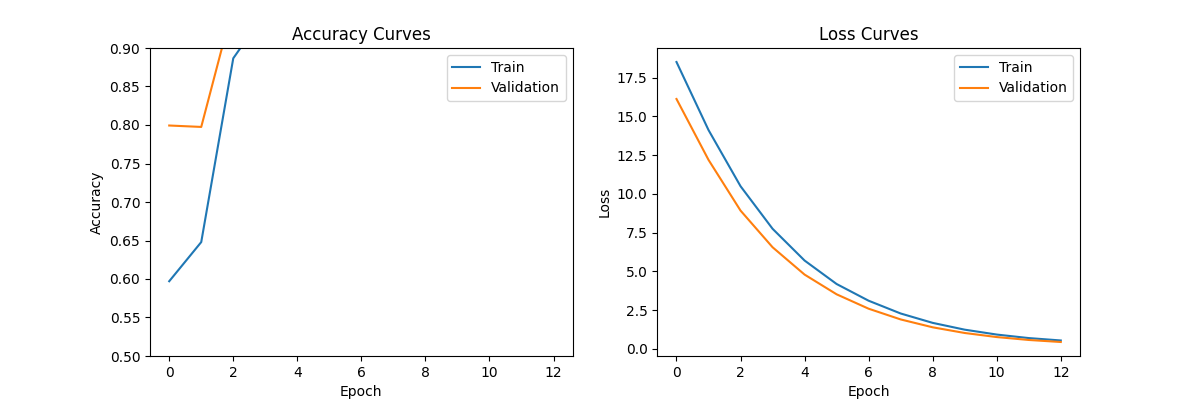 Accuracy Curves
Accuracy
0.90
0.85
0.80
0.75
0.70
0.65
0.60
0.55
0.50
0 2 4 6 8 10 12
Epoch
Train
Validation
Loss Curves
Loss
17.5
15.0
12.5
10.0
7.5
5.0
2.5
0.0
0 2 4 6 8 10 12
Epoch
Train
Validation